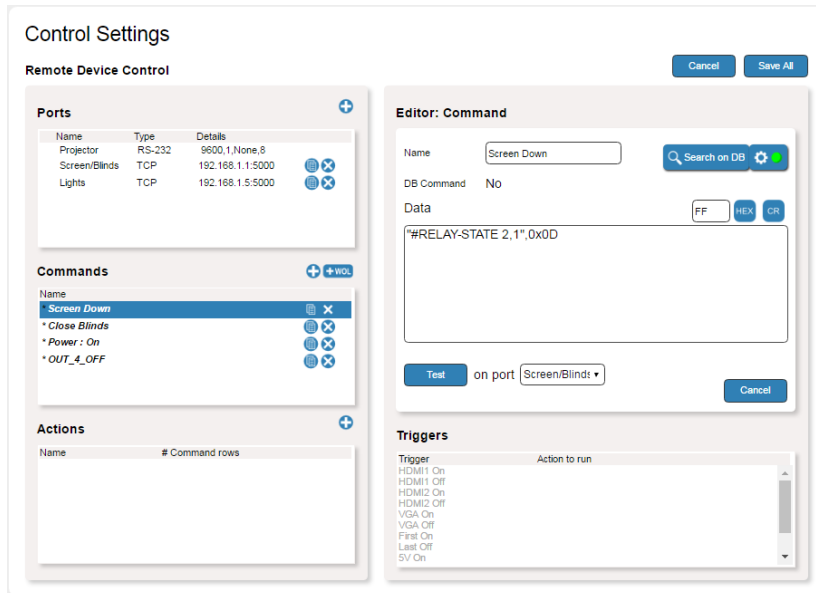 Control Settings
Remote Device Control
Cancel
Save All
Ports
Name Type Details
Projector RS-232 9600,1,None,8
Screen/Blinds TCP 192.168.1.1:5000
Lights TCP 192.168.1.5:5000
Commands
+WOL
Name
* Screen Down
* Close Blinds
* Power : On
* OUT_4_OFF
Actions
Name # Command rows
Editor: Command
Name Screen Down
Search on DB
DB Command No
Data
FF HEX CR
"#RELAY-STATE 2,1",0x0D
Test on port Screen/Blinds
Cancel
Triggers
Trigger Action to run
HDMI1 On
HDMI1 Off
HDMI2 On
HDMI2 Off
VGA On
VGA Off
First On
Last Off
5V On